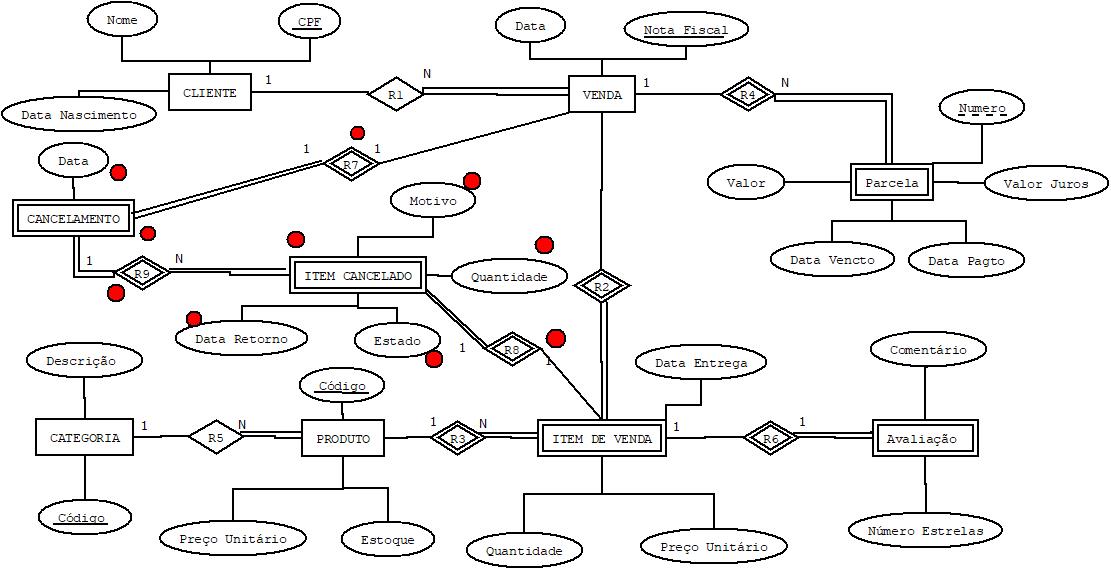 Nome
CPF
Data
Nota Fiscal
CLIENTE
1
R1
N
VENDA
1
R4
N
Numero
Data Nascimento
Data
1
R7
1
Motivo
Valor
Parcela
Valor Juros
CANCELAMENTO
1
R9
N
ITEM CANCELADO
Quantidade
R2
Data Vencto
Data Pagto
Data Retorno
Estado
1
R8
1
Descrição
Código
Data Entrega
Comentário
CATEGORIA
1
R5
N
PRODUTO
1
R3
N
ITEM DE VENDA
1
R6
1
Avaliação
Código
Preço Unitário
Estoque
Quantidade
Preço Unitário
Número Estrelas